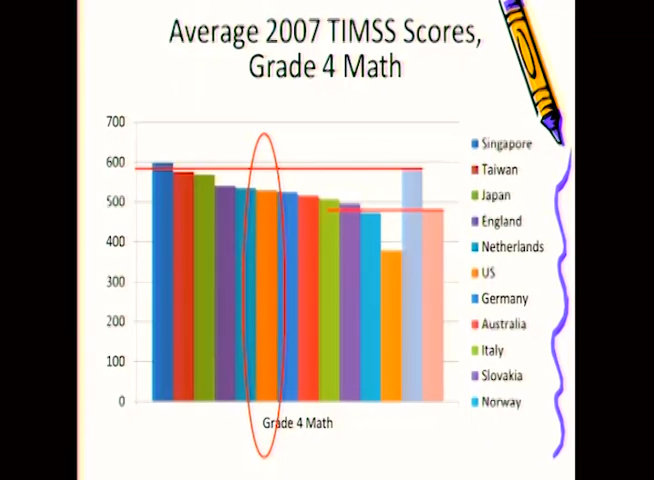 Average 2007 TIMSS Scores,
Grade 4 Math
700
600
500
400
300
200
100
0
Grade 4 Math
Singapore
Taiwan
Japan
England
Netherlands
US
Germany
Australia
Italy
Slovakia
Norway